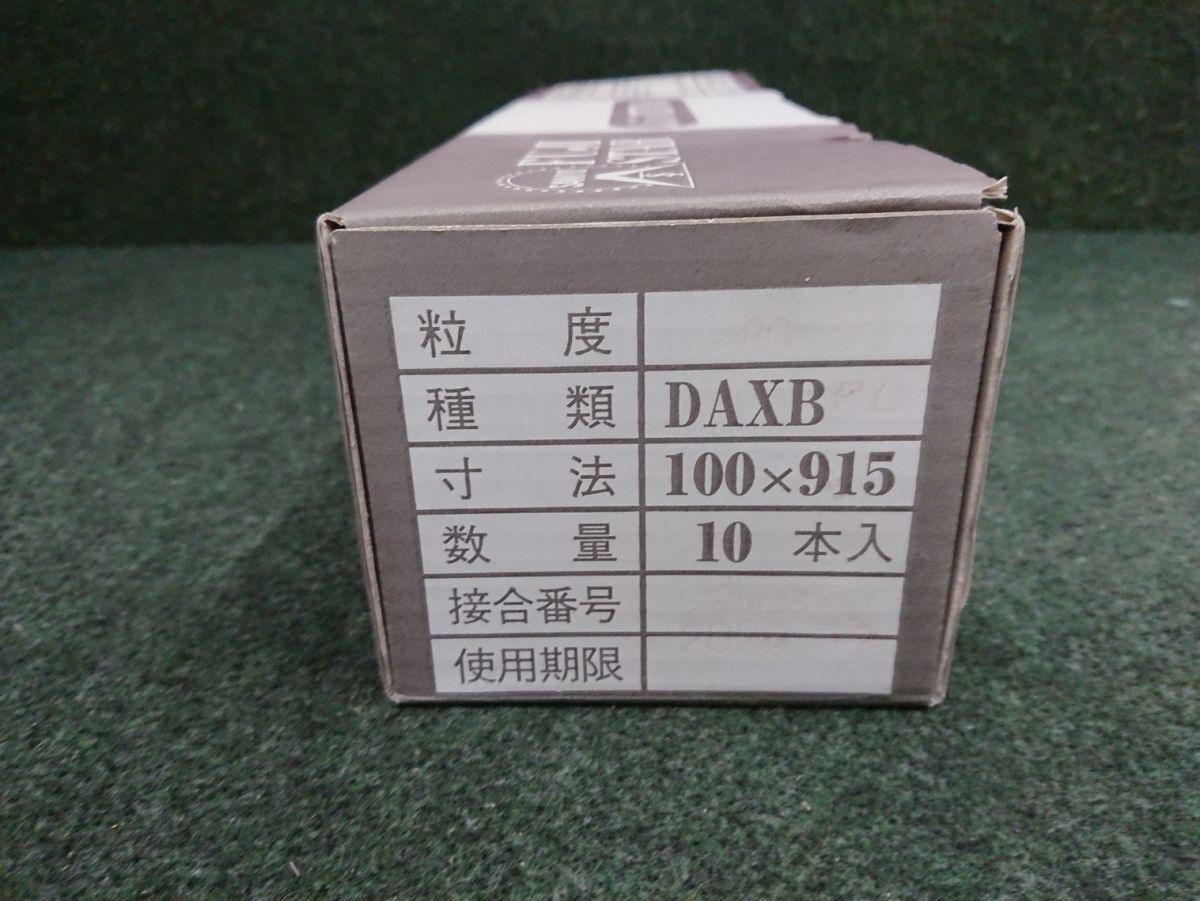 粒度
種類 DAXB
寸法 100×915
数量 10 本入
接合番号
使用期限